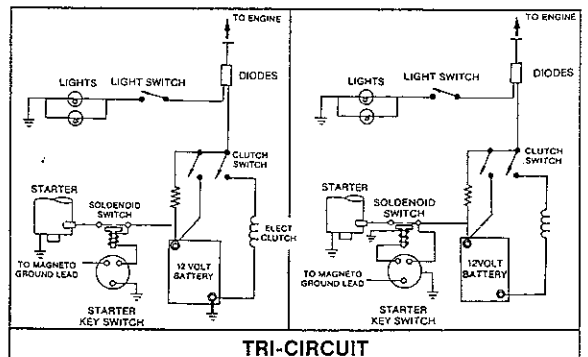 TO ENGINE
LIGHTS
LIGHT SWITCH
DIODES
CLUTCH
SWITCH
STARTER
SOLDENOID
SWITCH
ELECT
CLUTCH
TO MAGNETO
GROUND LEAD
12 VOLT
BATTERY
STARTER
KEY SWITCH
TO ENGINE
LIGHTS
LIGHT SWITCH
DIODES
CLUTCH
SWITCH
STARTER
SOLDENOID
SWITCH
TO MAGNETO
GROUND LEAD
12VOLT
BATTERY
STARTER
KEY SWITCH
TRI-CIRCUIT